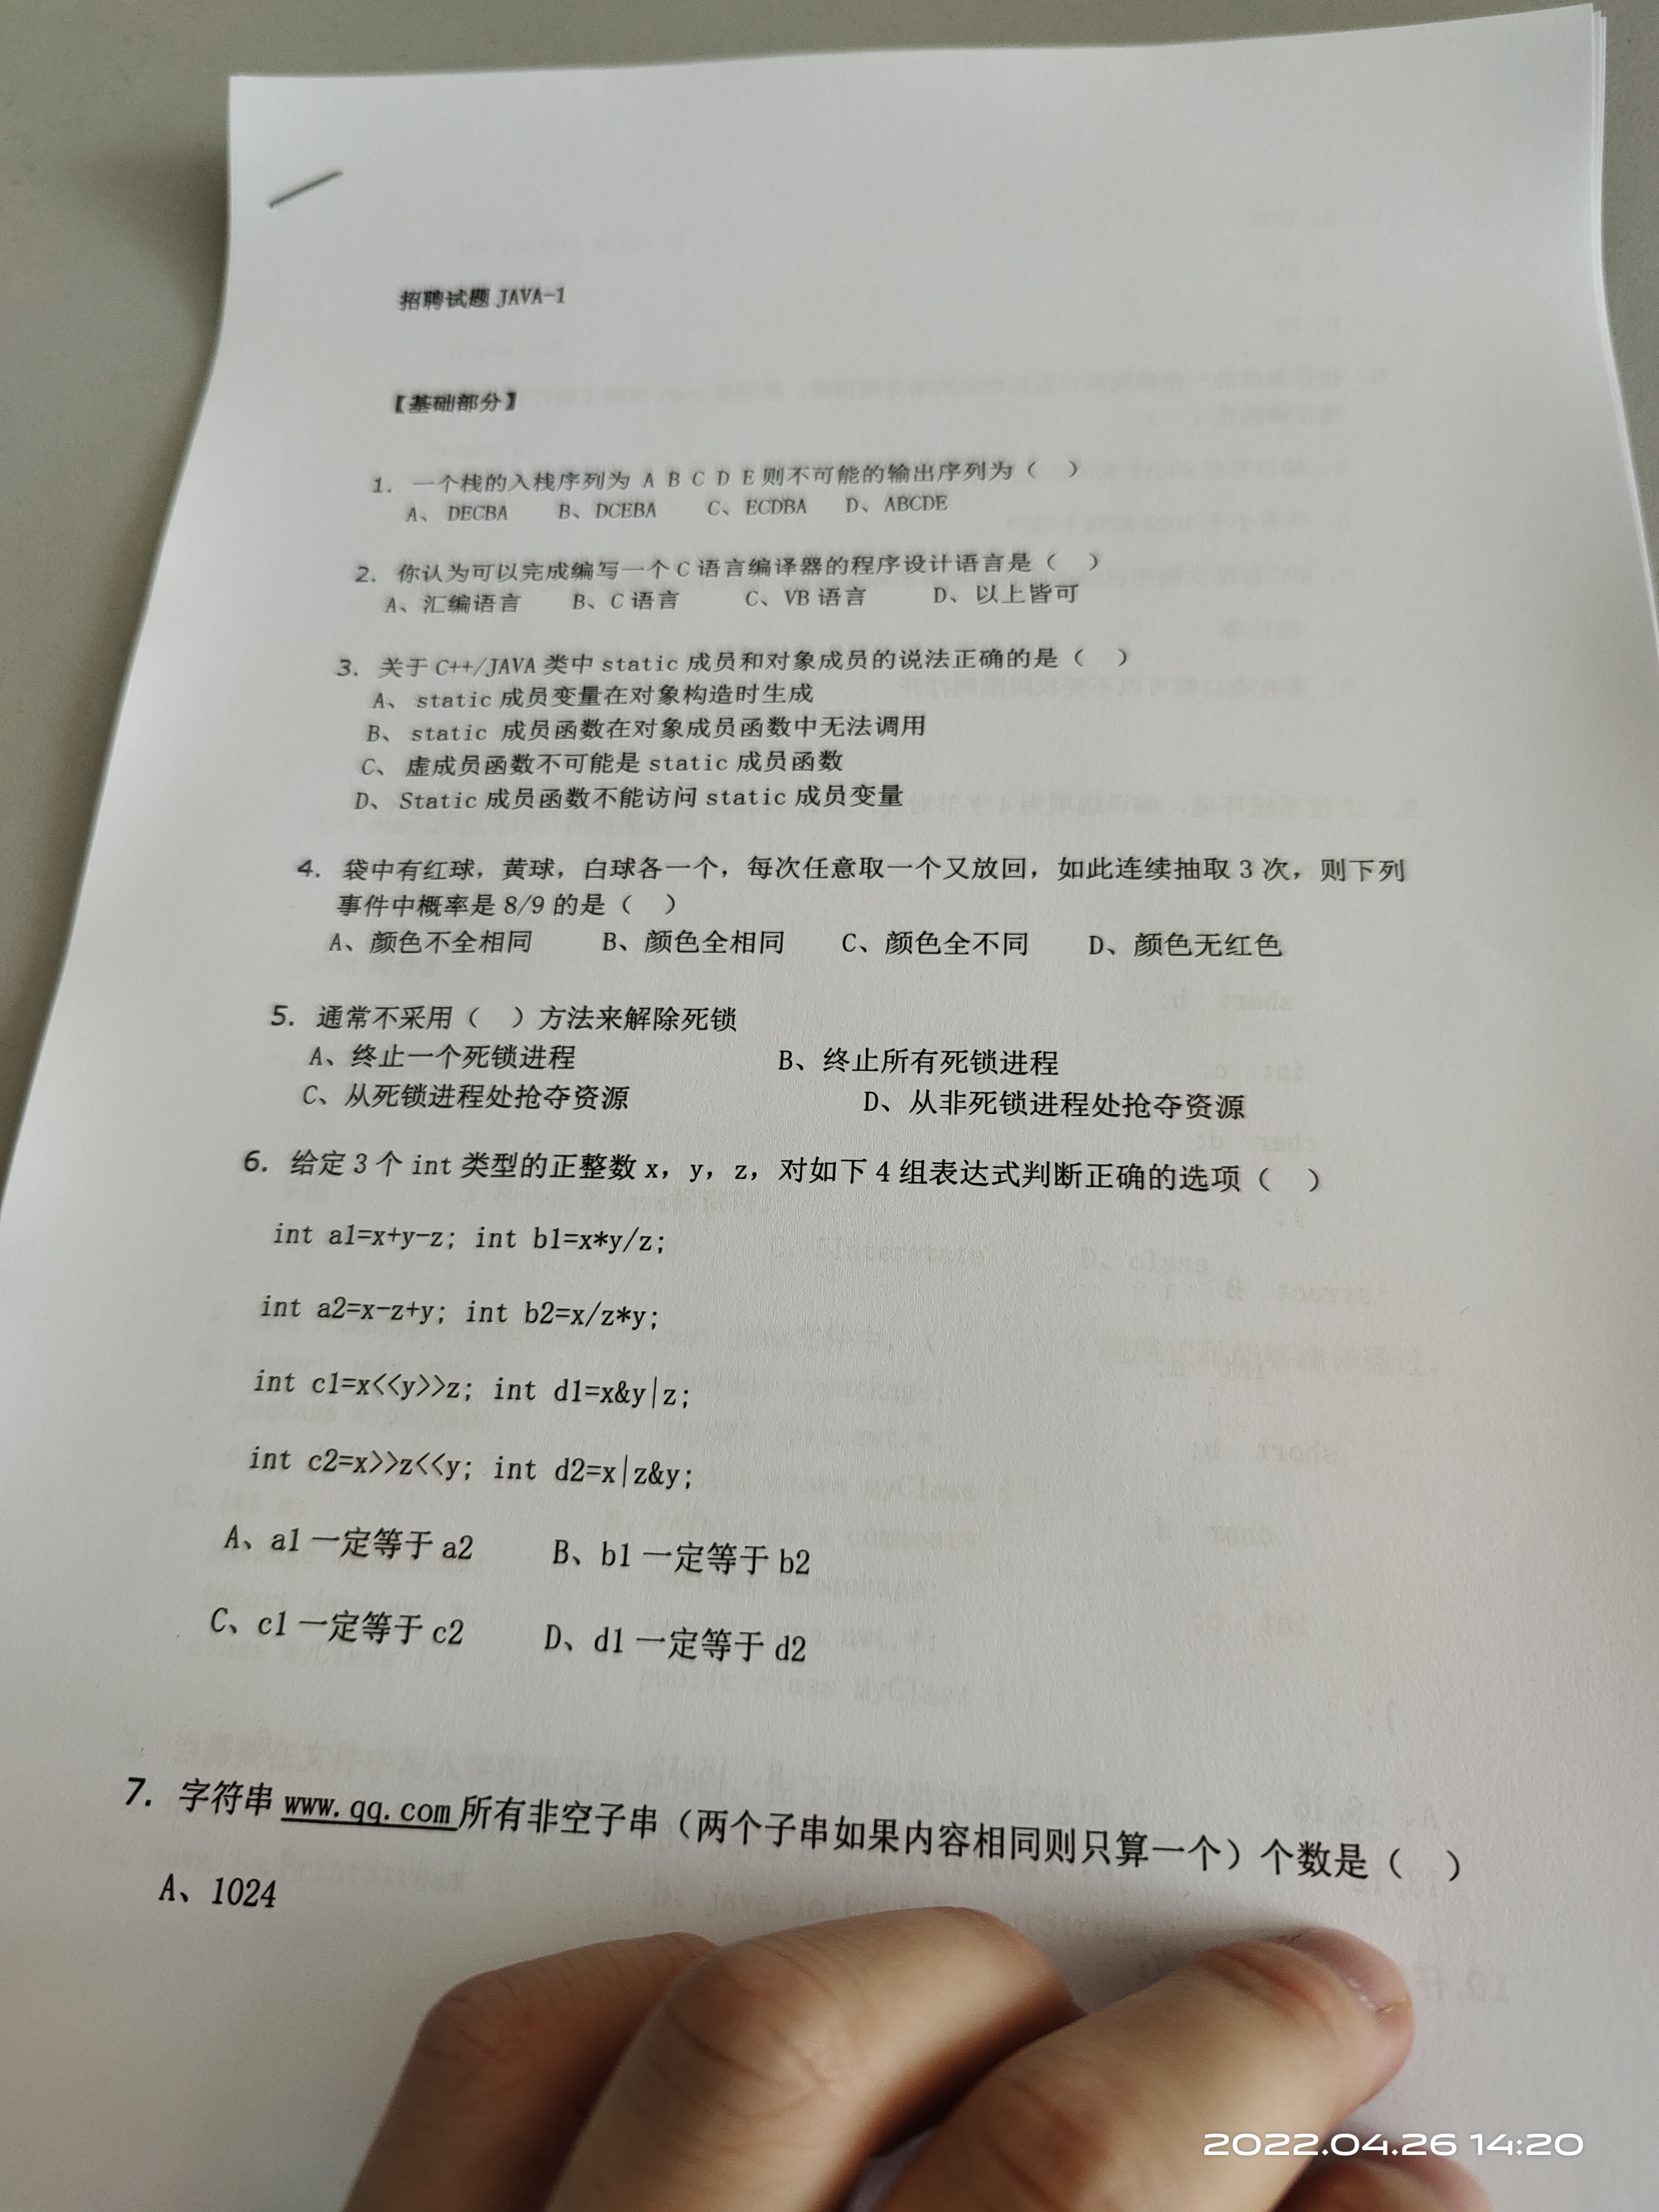 招聘试题 JAVA-1
【基础部分】
1. 一个栈的入栈序列为 A B C D E 则不可能的输出序列为（ ）
A、 DECBA B、DCEBA C、ECDBA D、ABCDE
2. 你认为可以完成编写一个 C 语言编译器的程序设计语言是（ ）
A、汇编语言 B、C 语言 C、VB 语言 D、以上皆可
3. 关于 C++/JAVA 类中 static 成员和对象成员的说法正确的是（ ）
A、 static 成员变量在对象构造时生成
B、 static 成员函数在对象成员函数中无法调用
C、 虚成员函数不可能是 static 成员函数
D、 Static 成员函数不能访问 static 成员变量
4. 袋中有红球，黄球，白球各一个，每次任意取一个又放回，如此连续抽取 3 次，则下列
事件中概率是 8/9 的是（ ）
A、颜色不全相同 B、颜色全相同 C、颜色全不同 D、颜色无红色
5. 通常不采用（ ）方法来解除死锁
A、终止一个死锁进程 B、终止所有死锁进程
C、从死锁进程处抢夺资源 D、从非死锁进程处抢夺资源
6. 给定 3 个 int 类型的正整数 x，y，z，对如下 4 组表达式判断正确的选项（ ）
int a1=x+y-z; int b1=x*y/z;
int a2=x-z+y; int b2=x/z*y;
int c1=x<<y>>z; int d1=x&y|z;
int c2=x>>z<<y; int d2=x|z&y;
A、a1 一定等于 a2 B、b1 一定等于 b2
C、c1 一定等于 c2 D、d1 一定等于 d2
7. 字符串 www.qq.com 所有非空子串（两个子串如果内容相同则只算一个）个数是（ ）
A、1024
2022.04.26 14:20